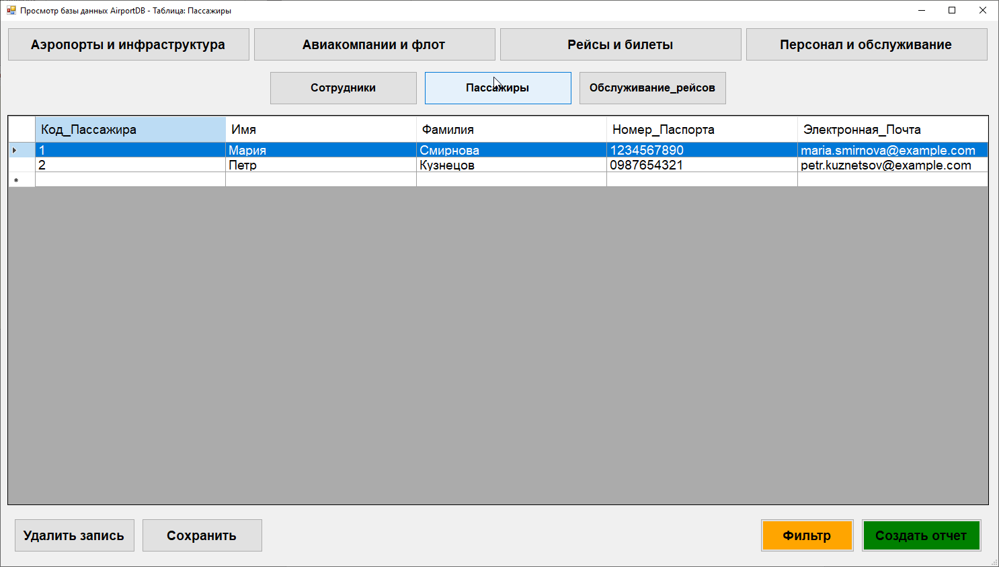 Просмотр базы данных AirportDB - Таблица: Пассажиры
Аэропорты и инфраструктура Авиакомпании и флот Рейсы и билеты Персонал и обслуживание
Сотрудники Пассажиры Обслуживание_рейсов
Код_Пассажира Имя Фамилия Номер_Паспорта Электронная_Почта
1 Мария Смирнова 1234567890 maria.smirnova@example.com
2 Петр Кузнецов 0987654321 petr.kuznetsov@example.com
Удалить запись Сохранить Фильтр Создать отчет